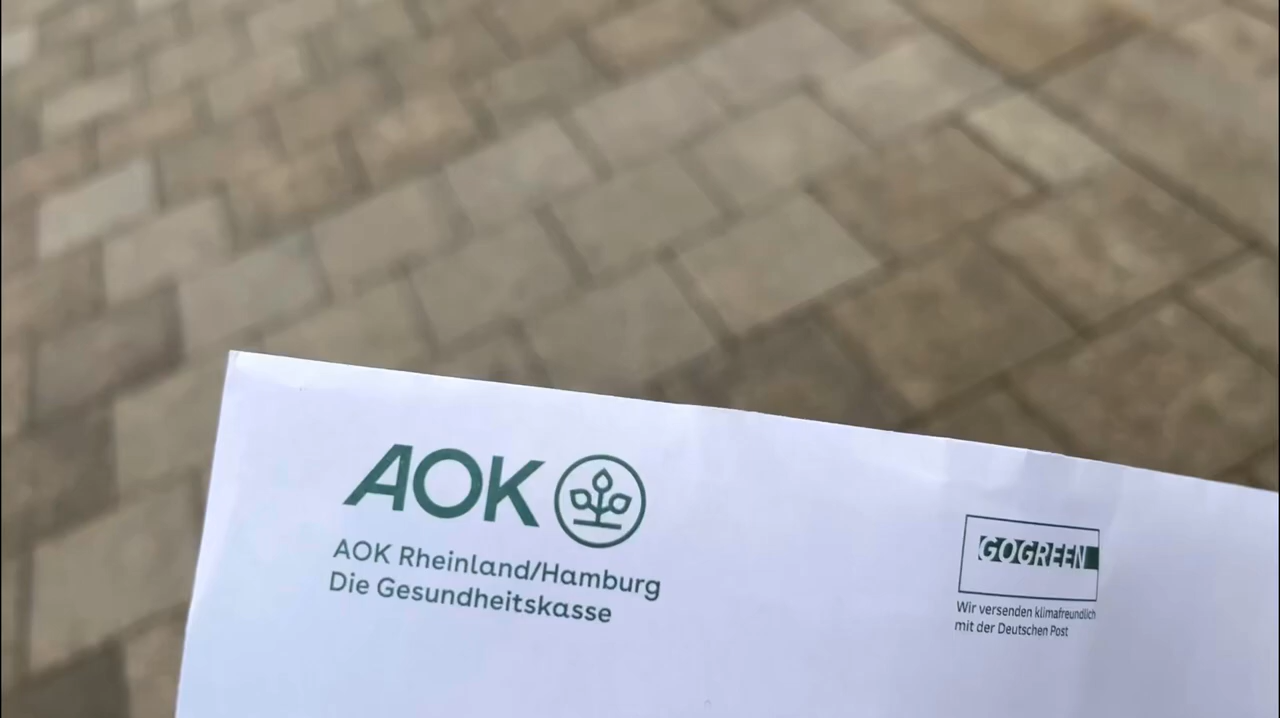 AOK
AOK Rheinland/Hamburg
Die Gesundheitskasse
GOGREEN
Wir versenden klimafreundlich
mit der Deutschen Post